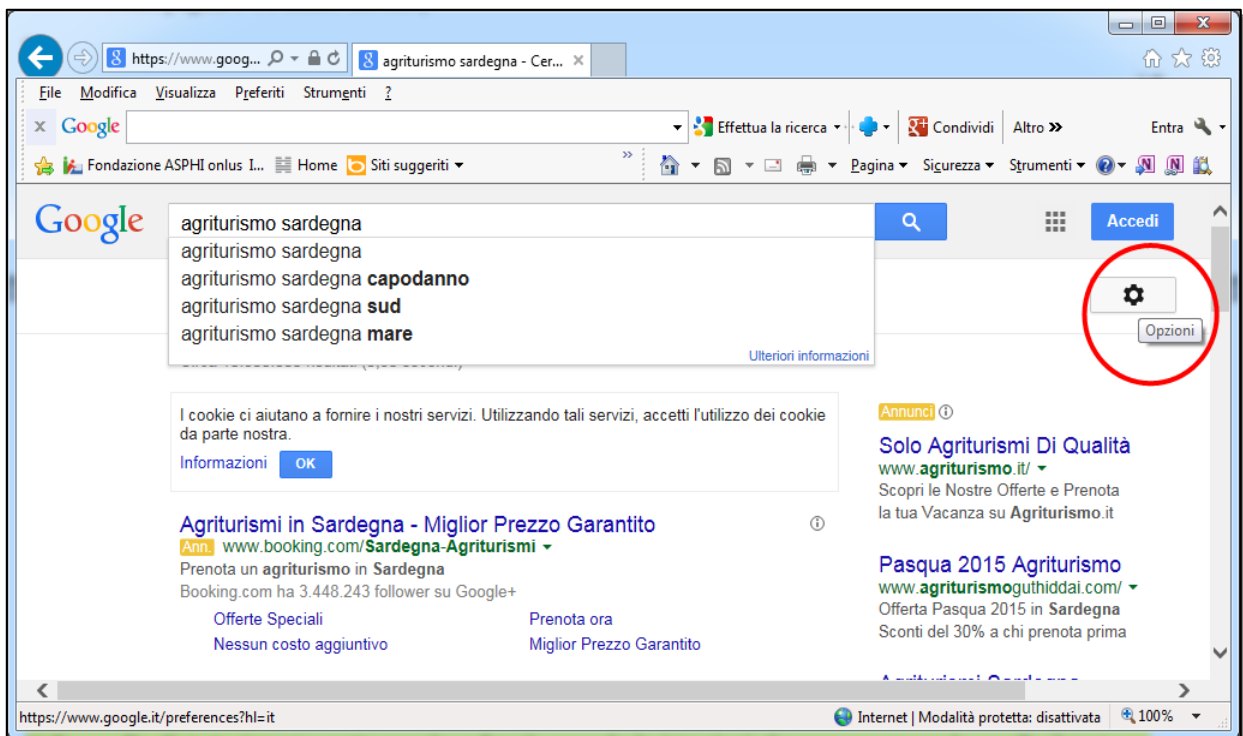 https://www.goog...
agriturismo sardegna - Cer...
File Modifica Visualizza Preferiti Strumenti ?
x Google Effettua la ricerca Condividi Altro » Entra
Fondazione ASPHI onlus I... Home Siti suggeriti » Pagina Sicurezza Strumenti
Google agriturismo sardegna Accedi
agriturismo sardegna
agriturismo sardegna capodanno
agriturismo sardegna sud
agriturismo sardegna mare
Ulteriori informazioni
Opzioni
I cookie ci aiutano a fornire i nostri servizi. Utilizzando tali servizi, accetti l'utilizzo dei cookie
da parte nostra.
Informazioni OK
Agriturismi in Sardegna - Miglior Prezzo Garantito
Ann. www.booking.com/Sardegna-Agriturismi
Prenota un agriturismo in Sardegna
Booking.com ha 3.448.243 follower su Google+
Offerte Speciali Prenota ora
Nessun costo aggiuntivo Miglior Prezzo Garantito
Annunci
Solo Agriturismi Di Qualità
www.agriturismo.it/
Scopri le Nostre Offerte e Prenota
la tua Vacanza su Agriturismo.it
Pasqua 2015 Agriturismo
www.agriturismoguthiddai.com/
Offerta Pasqua 2015 in Sardegna
Sconti del 30% a chi prenota prima
https://www.google.it/preferences?hl=it Internet | Modalità protetta: disattivata 100%